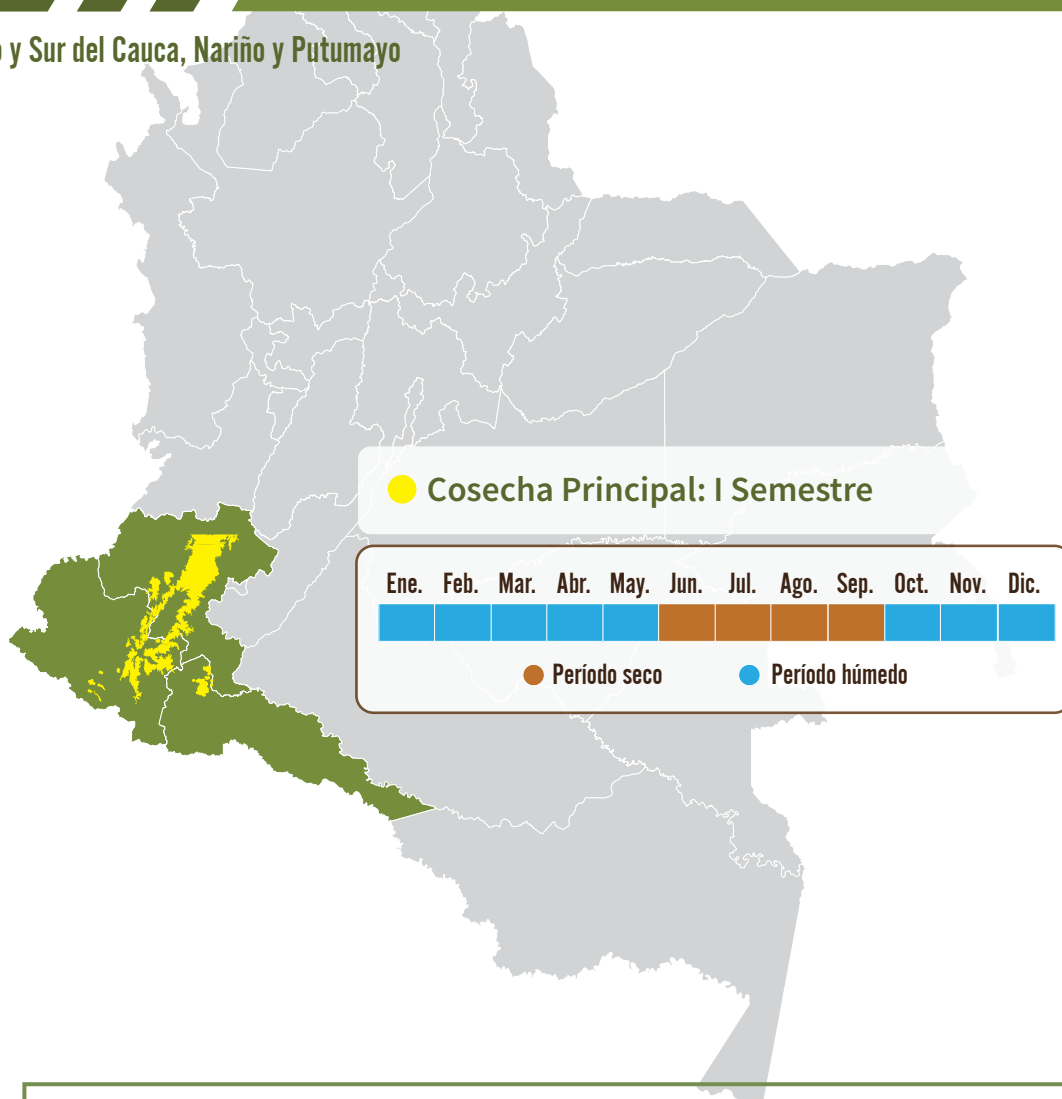 y Sur del Cauca, Nariño y Putumayo
Cosecha Principal: I Semestre
Ene. Feb. Mar. Abr. May. Jun. Jul. Ago. Sep. Oct. Nov. Dic.
Período seco Período húmedo